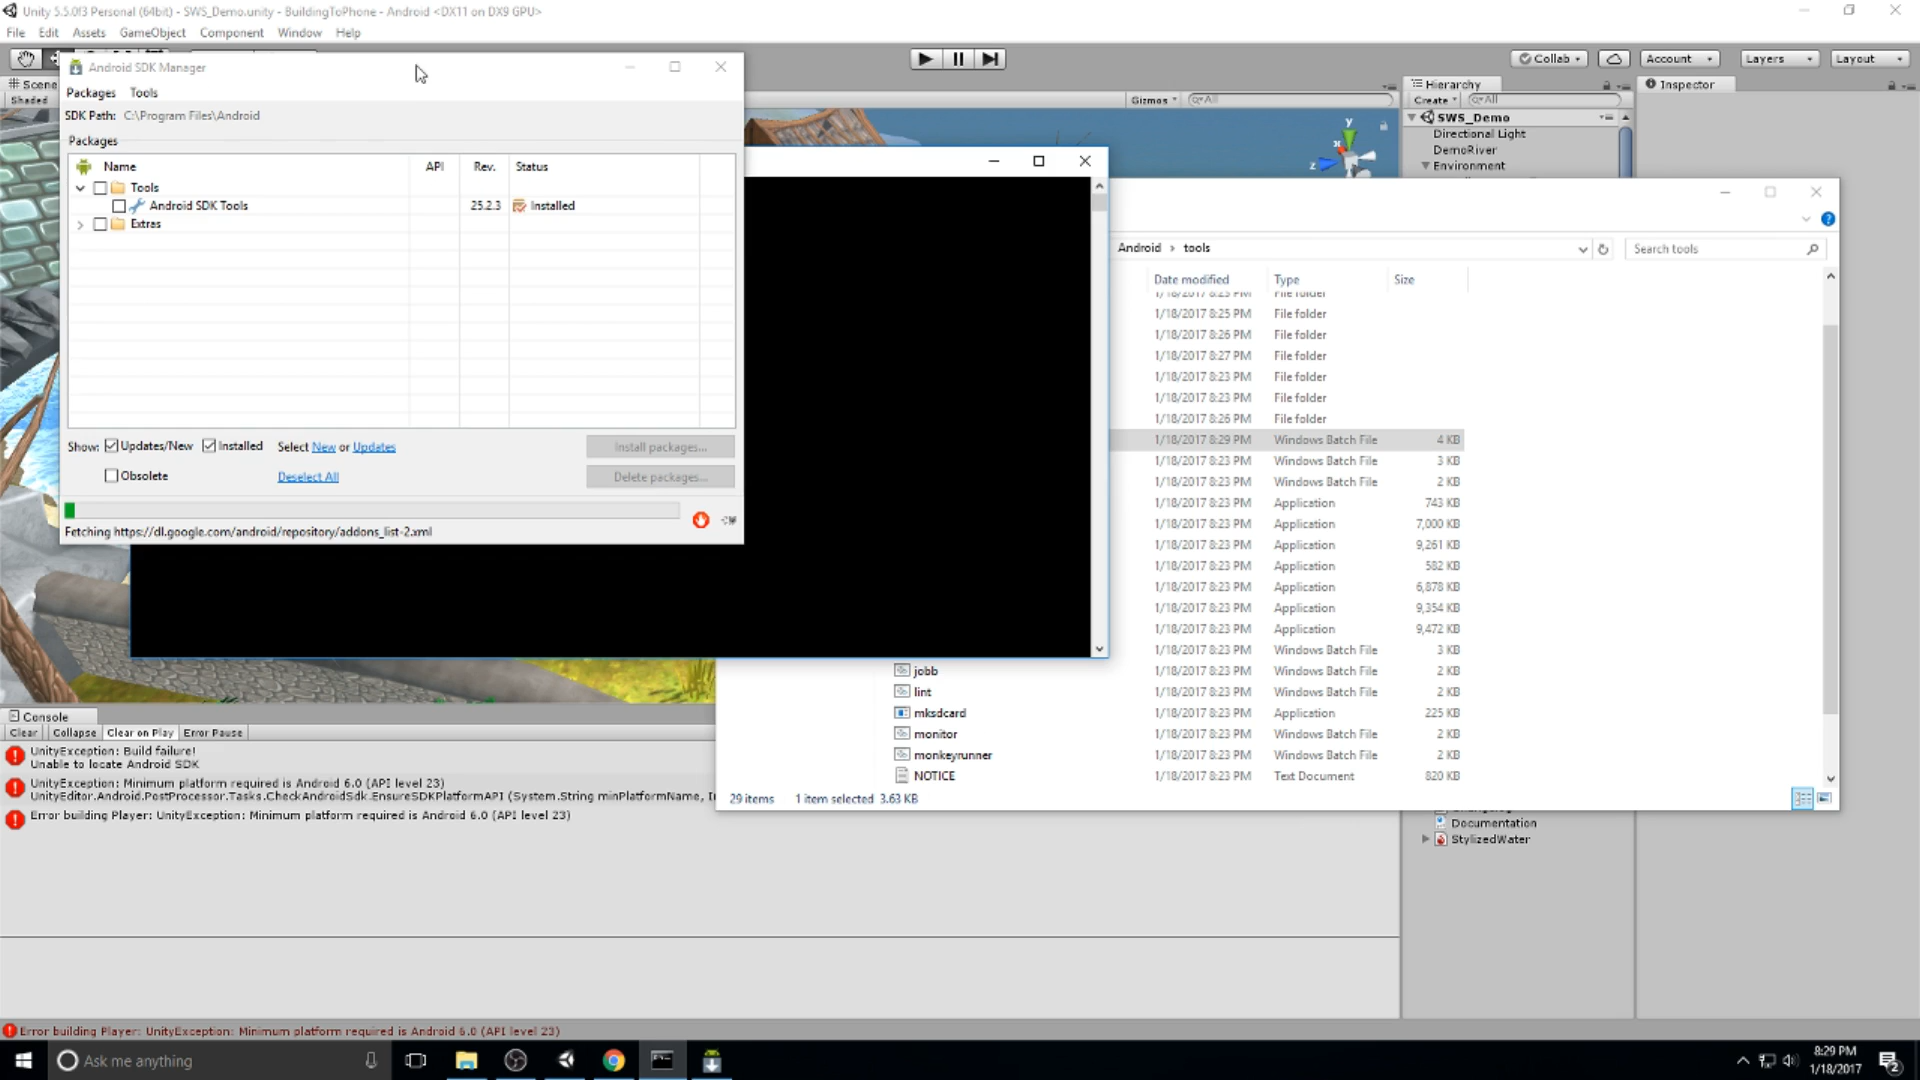 Unity 5.5.0f3 Personal (64bit) - SWS_Demo.unity - BuildingToPhone - Android <DX11 on DX9 GPU>
File Edit Assets GameObject Component Window Help
Collab Account Layers Layout
Android SDK Manager
Packages Tools
SDK Path: C:\Program Files\Android
Packages
Name API Rev. Status
Tools
Android SDK Tools 25.2.3 Installed
Extras
Show: Updates/New Installed Select New or Updates Install packages...
Obsolete Deselect All Delete packages...
Fetching https://dl.google.com/android/repository/addons_list-2.xml
Scene
Shaded
Gizmos All
Hierarchy
Create All
SWS_Demo
Directional Light
DemoRiver
Environment
Inspector
y
x
z
Android > tools Search tools
Date modified Type Size
1/18/2017 8:23 PM File folder
1/18/2017 8:25 PM File folder
1/18/2017 8:26 PM File folder
1/18/2017 8:27 PM File folder
1/18/2017 8:23 PM File folder
1/18/2017 8:23 PM File folder
1/18/2017 8:26 PM File folder
1/18/2017 8:29 PM Windows Batch File 4 KB
1/18/2017 8:23 PM Windows Batch File 3 KB
1/18/2017 8:23 PM Windows Batch File 2 KB
1/18/2017 8:23 PM Application 743 KB
1/18/2017 8:23 PM Application 7,000 KB
1/18/2017 8:23 PM Application 9,261 KB
1/18/2017 8:23 PM Application 582 KB
1/18/2017 8:23 PM Application 6,878 KB
1/18/2017 8:23 PM Application 9,354 KB
1/18/2017 8:23 PM Application 9,472 KB
1/18/2017 8:23 PM Windows Batch File 3 KB
jobb 1/18/2017 8:23 PM Windows Batch File 2 KB
lint 1/18/2017 8:23 PM Windows Batch File 2 KB
mksdcard 1/18/2017 8:23 PM Application 225 KB
monitor 1/18/2017 8:23 PM Windows Batch File 2 KB
monkeyrunner 1/18/2017 8:23 PM Windows Batch File 2 KB
NOTICE 1/18/2017 8:23 PM Text Document 820 KB
29 items 1 item selected 3.63 KB
Documentation
StylizedWater
Console
Clear Collapse Clear on Play Error Pause
UnityException: Build failure!
Unable to locate Android SDK
UnityException: Minimum platform required is Android 6.0 (API level 23)
UnityEditor.Android.PostProcessor.Tasks.CheckAndroidSdk.EnsureSDKPlatformAPI (System.String minPlatformName,
Error building Player: UnityException: Minimum platform required is Android 6.0 (API level 23)
Error building Player: UnityException: Minimum platform required is Android 6.0 (API level 23)
Ask me anything
8:29 PM
1/18/2017
2